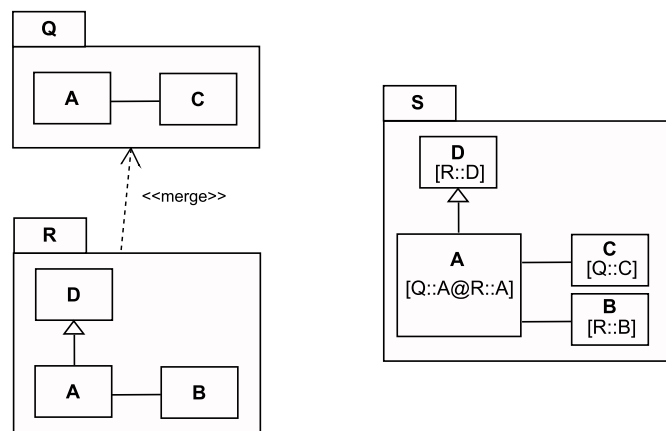 Q
A
C
<<merge>>
R
D
A
B
S
D
[R::D]
A
[Q::A@R::A]
C
[Q::C]
B
[R::B]